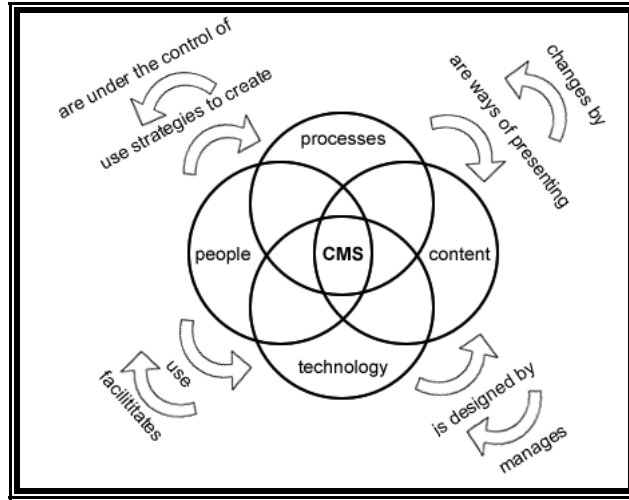 are under the control of
use strategies to create
changes by
are ways of presenting
processes
people
CMS
content
technology
use
facilititates
is designed by
manages